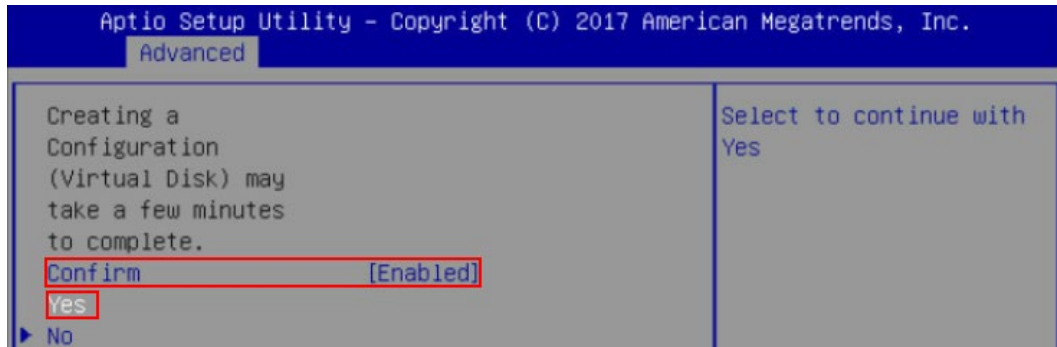 Aptio Setup Utility – Copyright (C) 2017 American Megatrends, Inc.
Advanced
Creating a
Configuration
(Virtual Disk) may
take a few minutes
to complete.
Confirm [Enabled]
Yes
No
Select to continue with
Yes